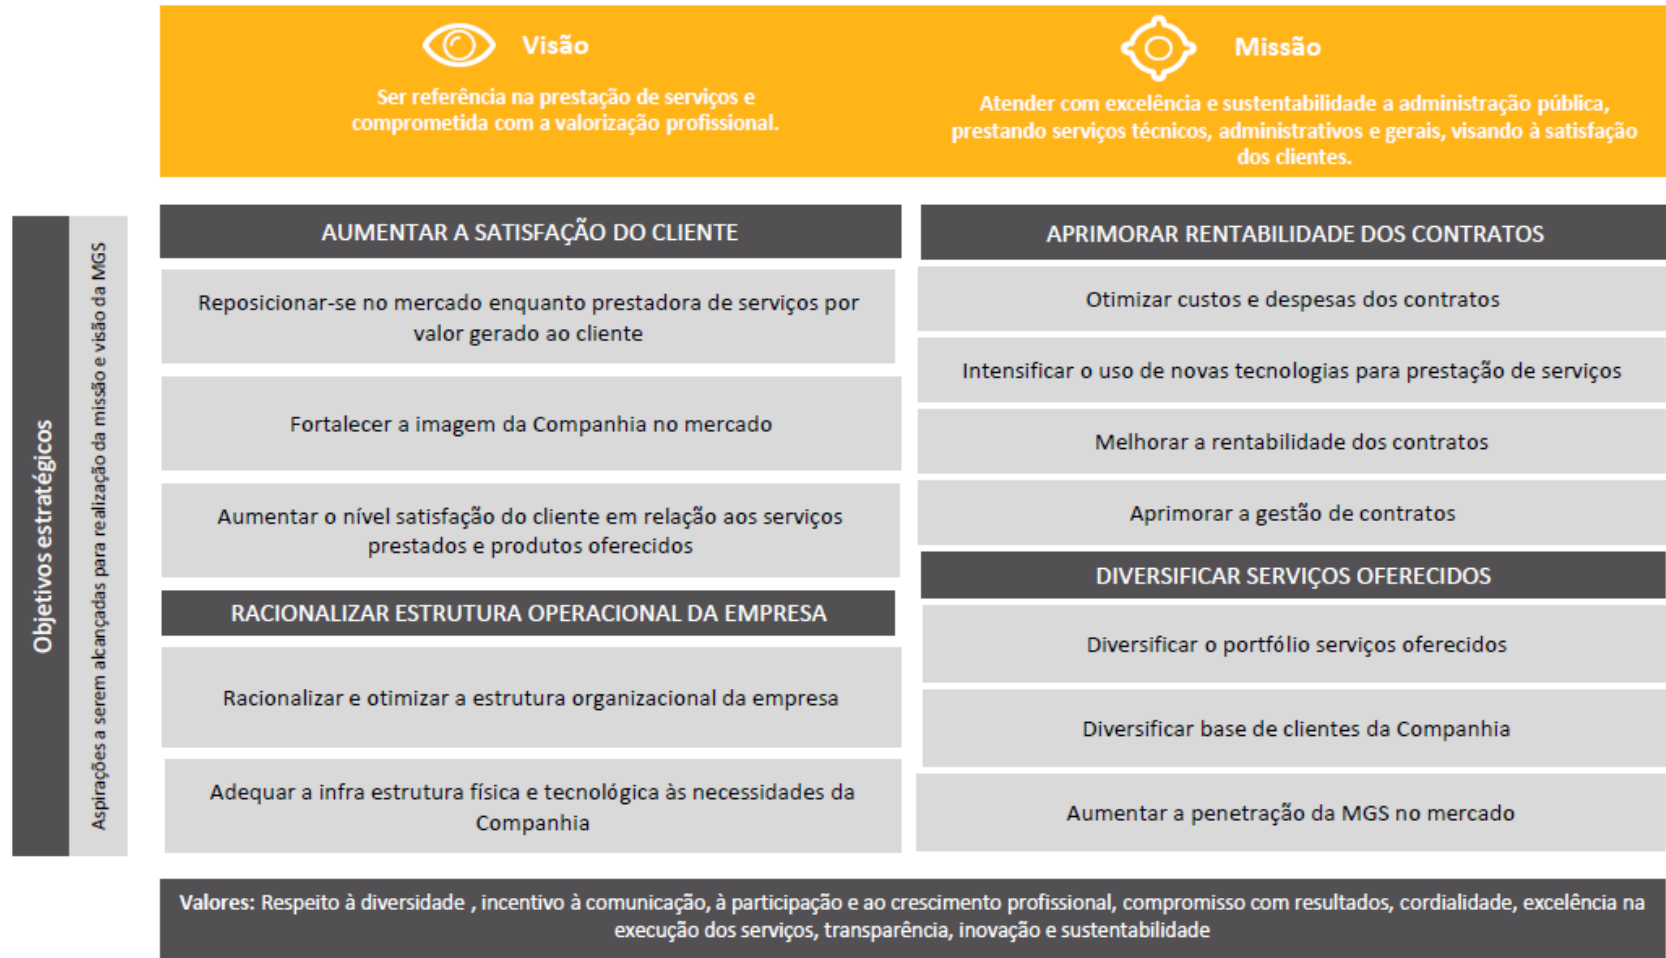 Visão
Ser referência na prestação de serviços e
comprometida com a valorização profissional.
Missão
Atender com excelência e sustentabilidade a administração pública,
prestando serviços técnicos, administrativos e gerais, visando à satisfação
dos clientes.
Objetivos estratégicos
Aspirações a serem alcançadas para realização da missão e visão da MGS
AUMENTAR A SATISFAÇÃO DO CLIENTE
Reposicionar-se no mercado enquanto prestadora de serviços por
valor gerado ao cliente
Fortalecer a imagem da Companhia no mercado
Aumentar o nível satisfação do cliente em relação aos serviços
prestados e produtos oferecidos
RACIONALIZAR ESTRUTURA OPERACIONAL DA EMPRESA
Racionalizar e otimizar a estrutura organizacional da empresa
Adequar a infra estrutura física e tecnológica às necessidades da
Companhia
APRIMORAR RENTABILIDADE DOS CONTRATOS
Otimizar custos e despesas dos contratos
Intensificar o uso de novas tecnologias para prestação de serviços
Melhorar a rentabilidade dos contratos
Aprimorar a gestão de contratos
DIVERSIFICAR SERVIÇOS OFERECIDOS
Diversificar o portfólio serviços oferecidos
Diversificar base de clientes da Companhia
Aumentar a penetração da MGS no mercado
Valores: Respeito à diversidade , incentivo à comunicação, à participação e ao crescimento profissional, compromisso com resultados, cordialidade, excelência na
execução dos serviços, transparência, inovação e sustentabilidade